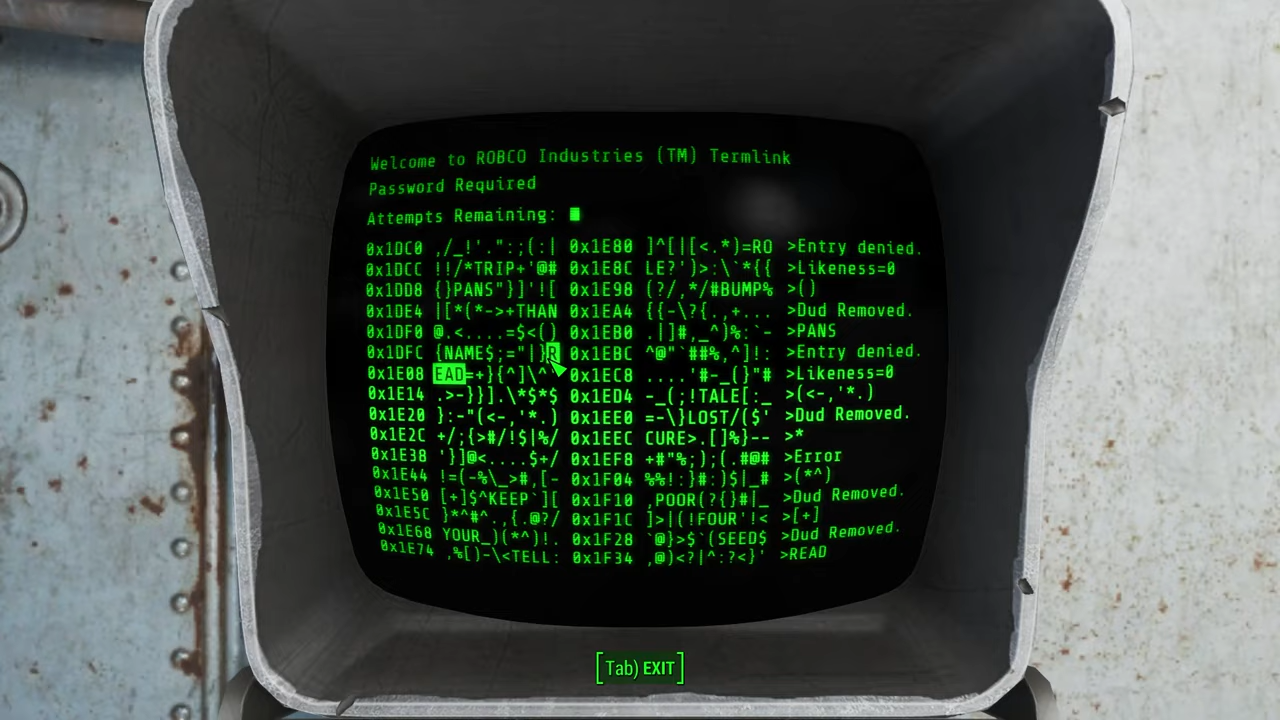 Welcome to ROBCO Industries (TM) Termlink
Password Required
Attempts Remaining: ■
0x1DC0 ,/_!'.":;(:| 0x1E80 ]^[|[<.*)=RO >Entry denied.
0x1DCC !!/*TRIP+'@# 0x1E8C LE?')>:\`*{{ >Likeness=0
0x1DD8 {}PANS"}]'![ 0x1E98 (?/,*/#BUMP% >()
0x1DE4 |[*(*->+THAN 0x1EA4 {{-\?{.,+... >Dud Removed.
0x1DF0 @.<....=$<() 0x1EB0 .|]#,_^)%:`- >PANS
0x1DFC {NAME$;="|}R 0x1EBC ^@"`##%,^]!: >Entry denied.
0x1E08 EAD=+}{^]\^` 0x1EC8 ....'#-_(}"# >Likeness=0
0x1E14 .>-}}].\*$*$ 0x1ED4 -_(;!TALE[:_ >(<-,'*.)
0x1E20 }:-"(<-,'*.) 0x1EE0 =-\}LOST/($' >Dud Removed.
0x1E2C +/;{>#/!$|%/ 0x1EEC CURE>.[]%}-- >*
0x1E38 '}]@<....$+/ 0x1EF8 +#"%;);(.#@# >Error
0x1E44 !=(-%\_>#,[- 0x1F04 %%!:}#:)$|_# >(*^)
0x1E50 [+]$^KEEP`][ 0x1F10 ,POOR(?{}#|_ >Dud Removed.
0x1E5C }*^#^.,{.@?/ 0x1F1C ]>|(!FOUR'!< >[+]
0x1E68 YOUR_)(*^)!. 0x1F28 `@}>$`(SEED$ >Dud Removed.
0x1E74 ,%[)-\<TELL: 0x1F34 ,@)<?|^:?<}' >READ
[Tab) EXIT]